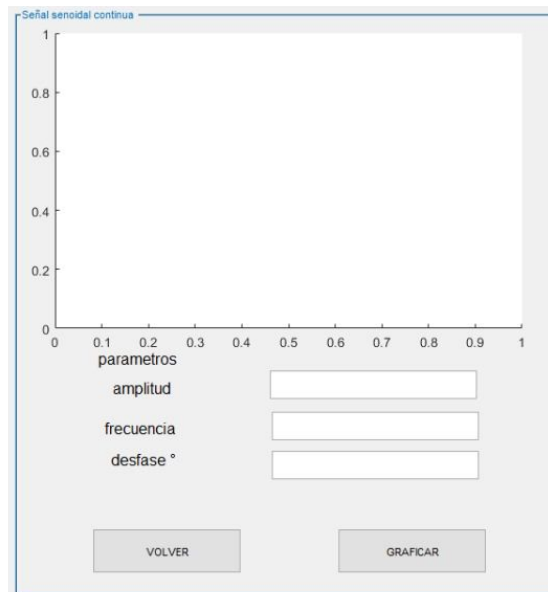 Señal senoidal continua
1
0.8
0.6
0.4
0.2
0
0 0.1 0.2 0.3 0.4 0.5 0.6 0.7 0.8 0.9 1
parametros
amplitud
frecuencia
desfase °
VOLVER GRAFICAR